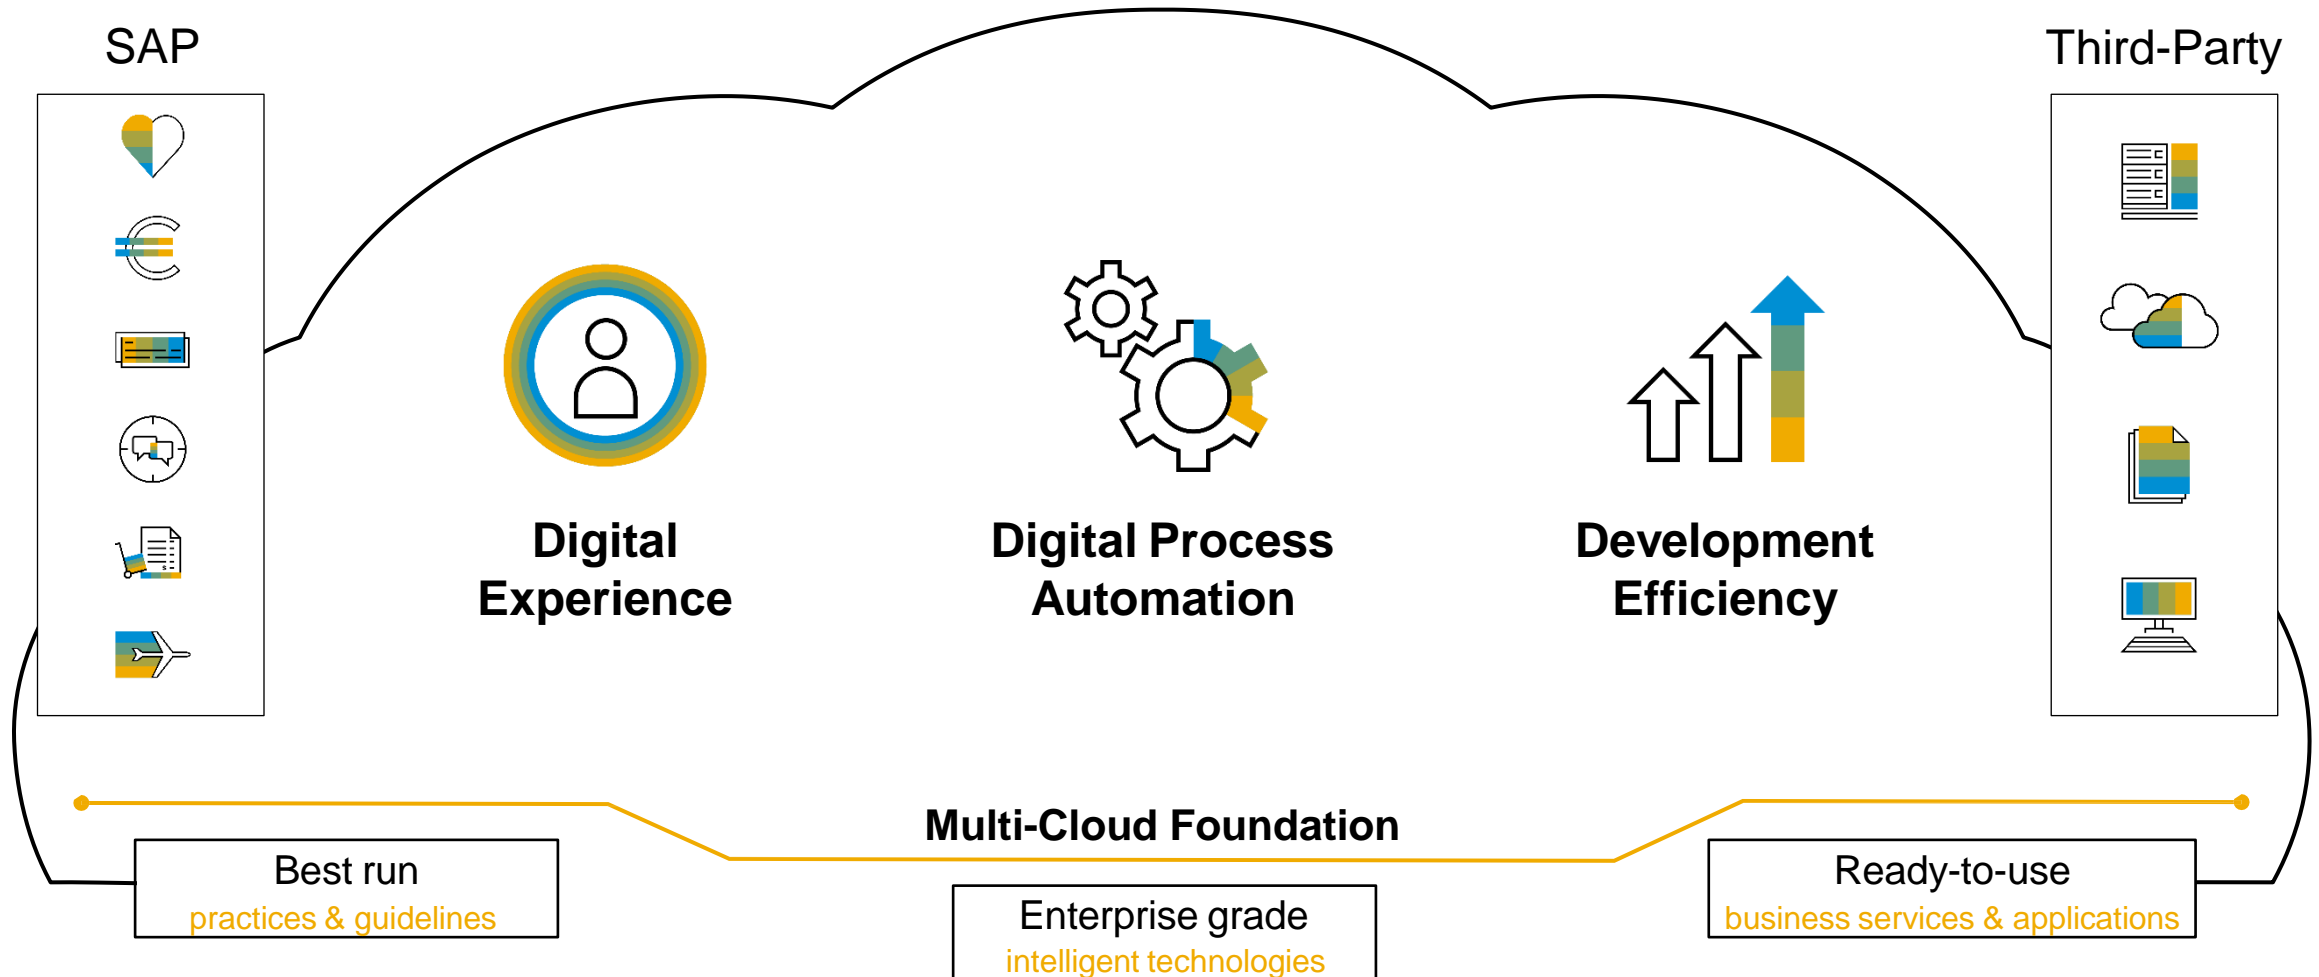 SAP
Third-Party
Digital
Experience
Digital Process
Automation
Development
Efficiency
Multi-Cloud Foundation
Best run
practices & guidelines
Enterprise grade
intelligent technologies
Ready-to-use
business services & applications